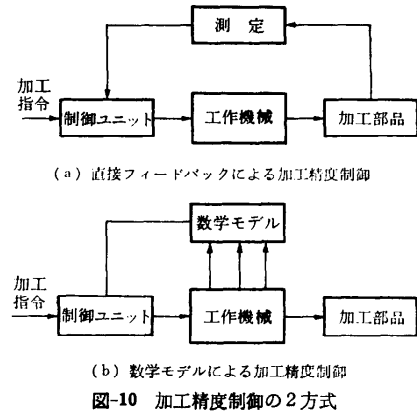 測定
加工
指令
制御ユニット
工作機械
加工部品
(a) 直接フィードバックによる加工精度制御
数学モデル
加工
指令
制御ユニット
工作機械
加工部品
(b) 数学モデルによる加工精度制御
図-10 加工精度制御の2方式